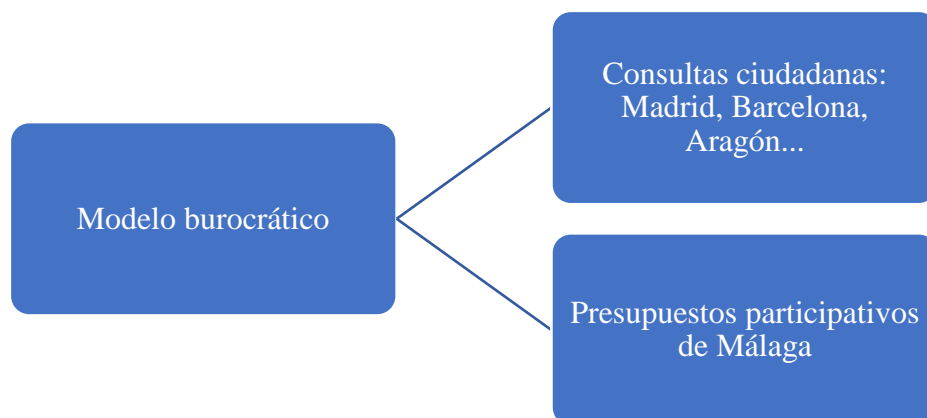 Modelo burocrático
Consultas ciudadanas:
Madrid, Barcelona,
Aragón...
Presupuestos participativos
de Málaga